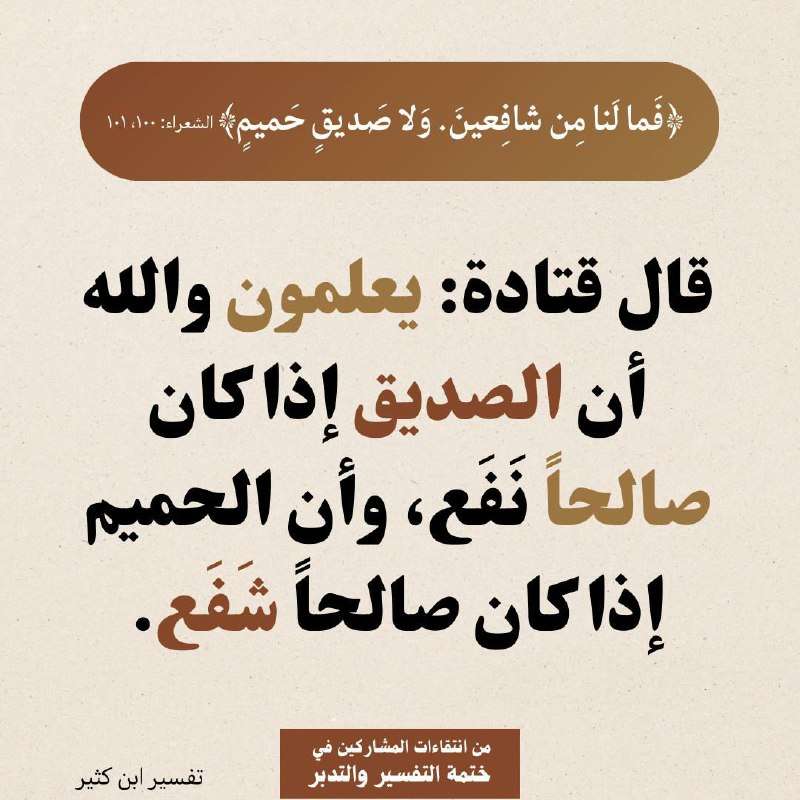 ﴿فَما لَنا مِن شافِعينَ. وَلا صَديقٍ حَميمٍ﴾ الشعراء: ١٠٠، ١٠١
قال قتادة: يعلمون والله
أن الصديق إذا كان
صالحاً نَفَع، وأن الحميم
إذا كان صالحاً شَفَع.
من انتقاءات المشاركين في
ختمة التفسير والتدبر
تفسير ابن كثير